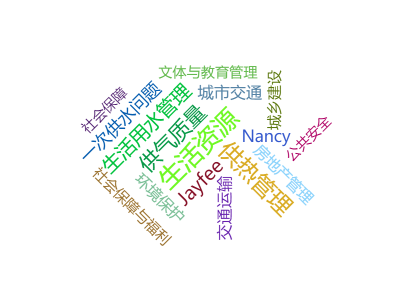 文体与教育管理
社会保障
城市交通
城乡建设
一次供水问题
生活用水管理
供气质量
生活资源
Nancy
公共安全
供热管理
房地产管理
Jayfee
环境保护
交通运输
社会保障与福利